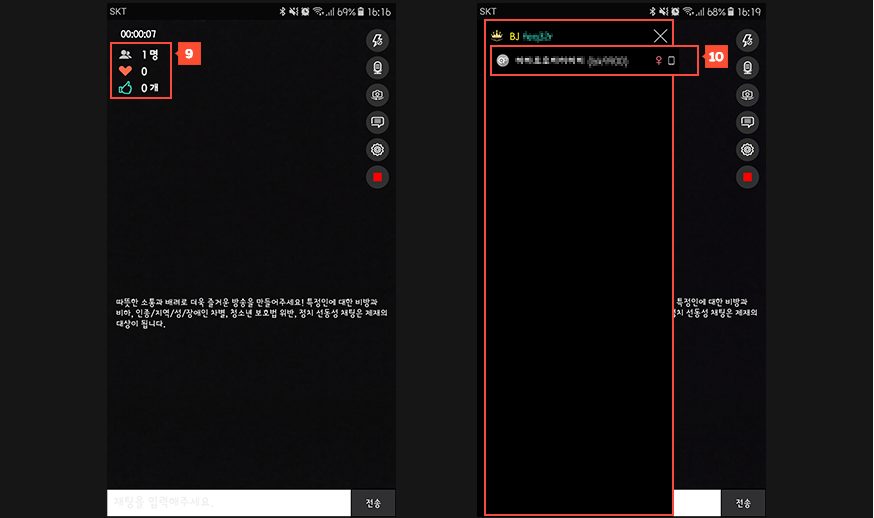 SKT
69% 16:16
00:00:07
1 명
0
0 개
9
따뜻한 소통과 배려로 더욱 즐거운 방송을 만들어주세요! 특정인에 대한 비방과
비하, 인종/지역/성/장애인 차별, 청소년 보호법 위반, 정치 선동성 채팅은 제재의
대상이 됩니다.
채팅을 입력해주세요.
전송
SKT
68% 16:19
BJ
10
특정인에 대한 비방과
정치 선동성 채팅은 제재의
전송